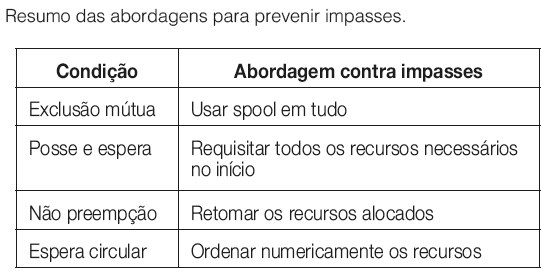 Resumo das abordagens para prevenir impasses.
Condição Abordagem contra impasses
Exclusão mútua Usar spool em tudo
Posse e espera Requisitar todos os recursos necessários
no início
Não preempção Retomar os recursos alocados
Espera circular Ordenar numericamente os recursos